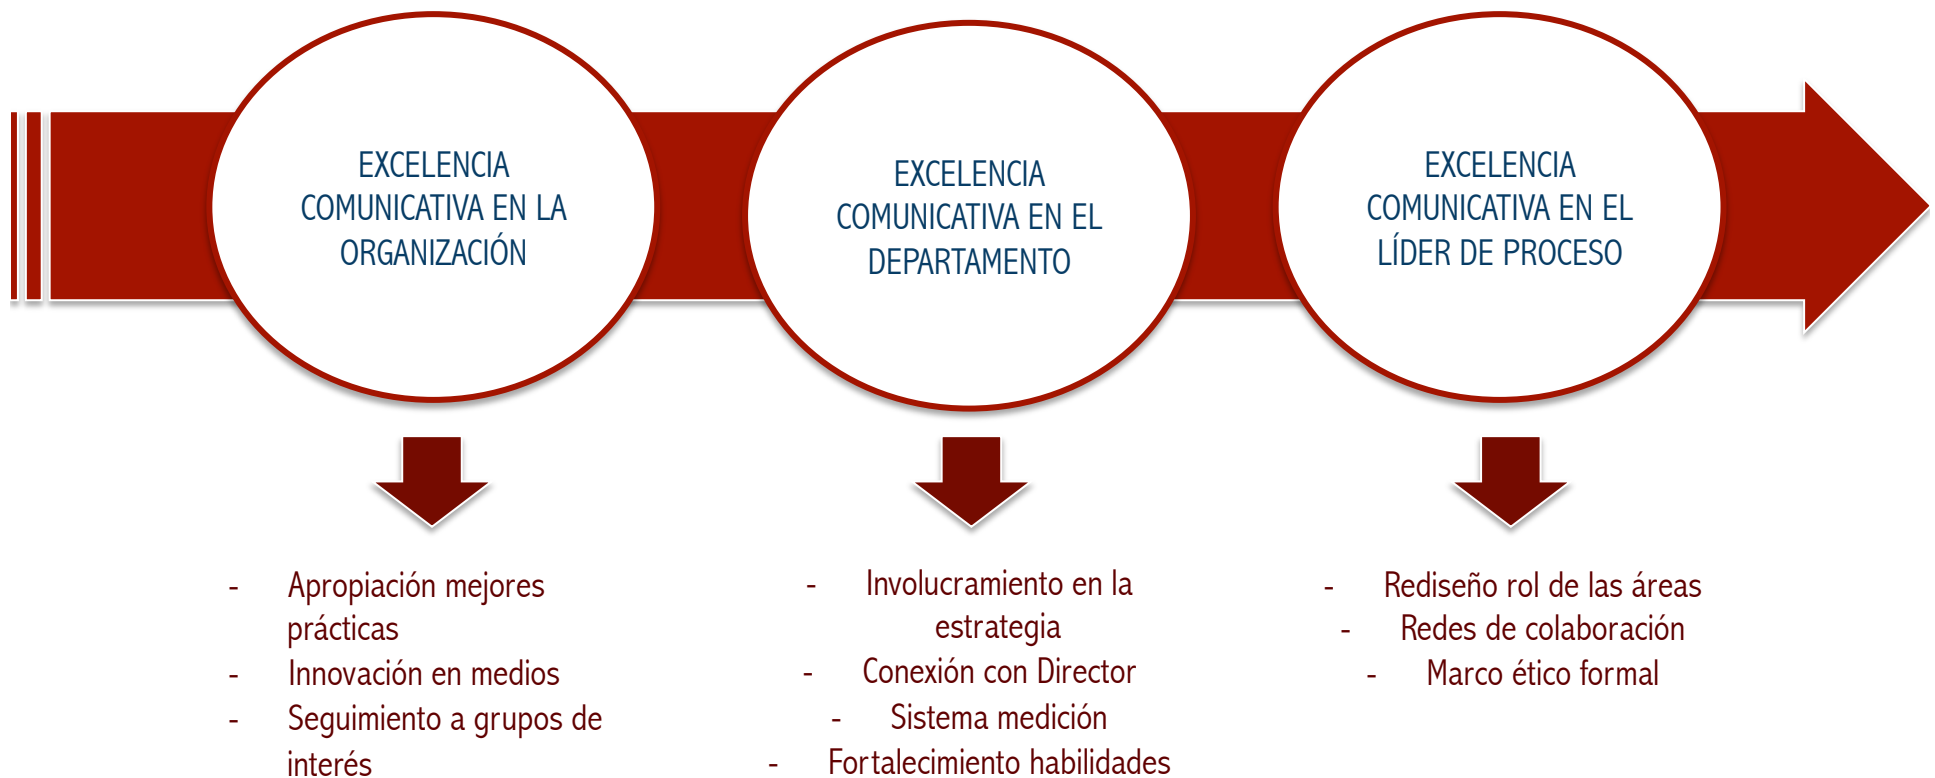 EXCELENCIA
COMUNICATIVA EN LA
ORGANIZACIÓN
EXCELENCIA
COMUNICATIVA EN EL
DEPARTAMENTO
EXCELENCIA
COMUNICATIVA EN EL
LÍDER DE PROCESO
- Apropiación mejores
prácticas
- Innovación en medios
- Seguimiento a grupos de
interés
- Involucramiento en la
estrategia
- Conexión con Director
- Sistema medición
- Fortalecimiento habilidades
- Rediseño rol de las áreas
- Redes de colaboración
- Marco ético formal